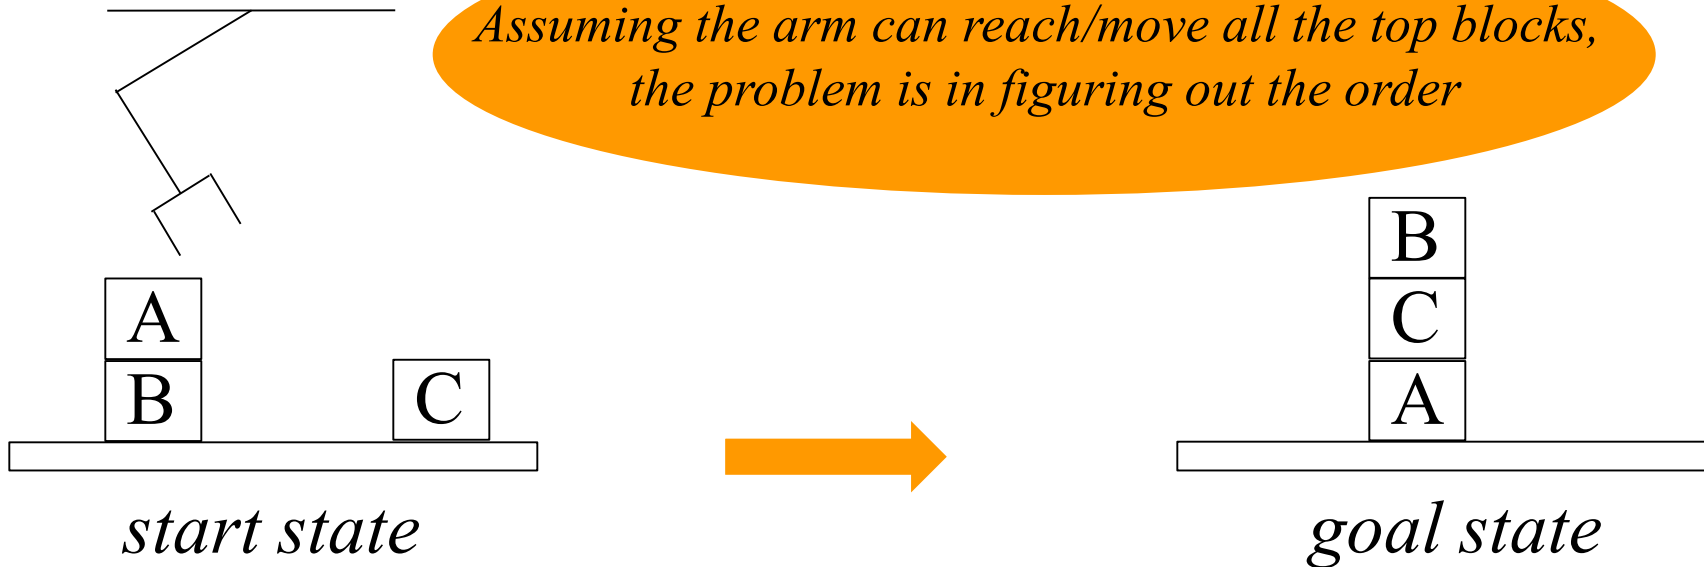 Assuming the arm can reach/move all the top blocks,
the problem is in figuring out the order
A
B
C
start state
B
C
A
goal state